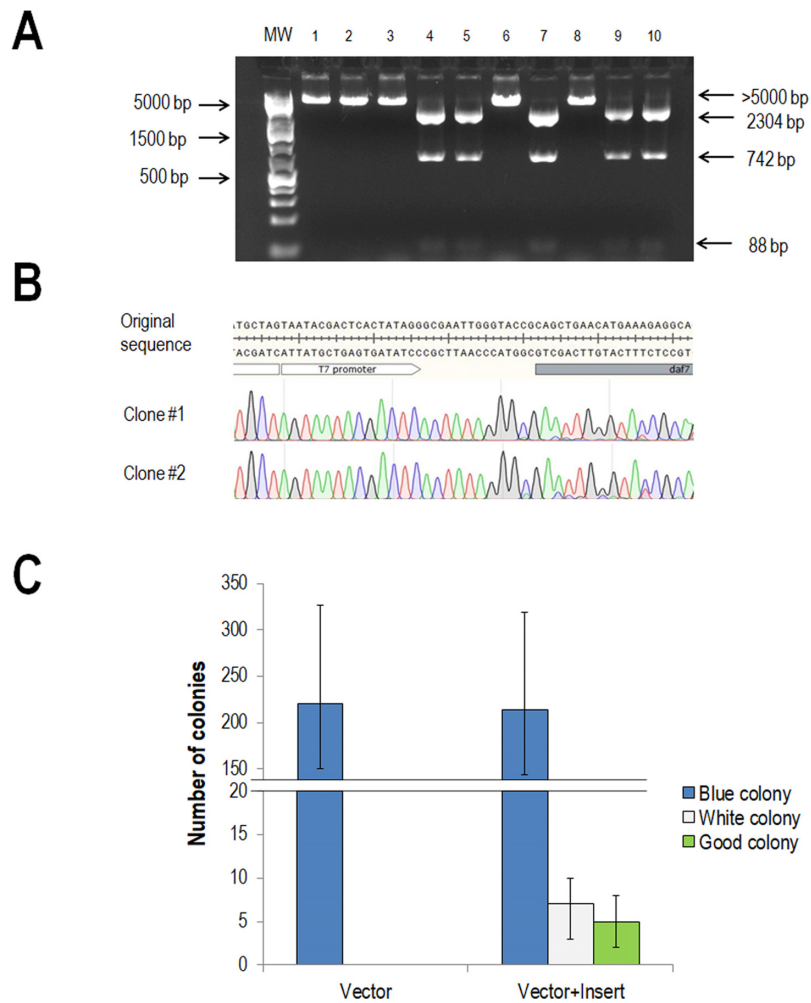 A
MW 1 2 3 4 5 6 7 8 9 10
5000 bp
1500 bp
500 bp
>5000 bp
2304 bp
742 bp
88 bp
B
Original sequence
ATGCTAGTAATACGACTCACTATAGGGCGAATTGGGTACCGCAGCTGAACATGAAAGAGGCA
TACGATCATTATGCTGAGTGATATCCCGCTTAACCCATGGCGTCGACTTGTACTTTCTCCGT
T7 promoter
daf7
Clone #1
Clone #2
C
Number of colonies
350
300
250
200
150
20
15
10
5
0
Vector
Vector+Insert
Blue colony
White colony
Good colony